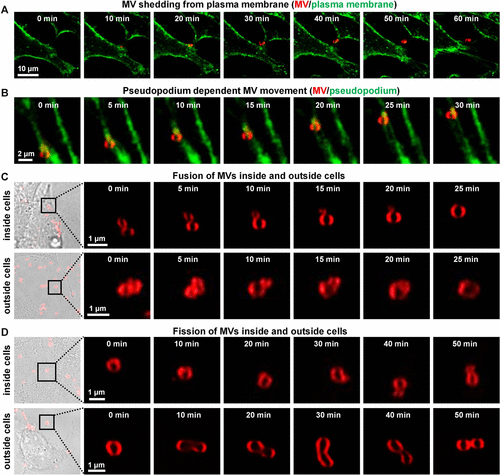 MV shedding from plasma membrane (MV/plasma membrane)
A
0 min 10 min 20 min 30 min 40 min 50 min 60 min
10 µm
Pseudopodium dependent MV movement (MV/pseudopodium)
B
0 min 5 min 10 min 15 min 20 min 25 min 30 min
2 µm
C
Fusion of MVs inside and outside cells
inside cells
0 min 5 min 10 min 15 min 20 min 25 min
1 µm
outside cells
0 min 5 min 10 min 15 min 20 min 25 min
1 µm
D
Fission of MVs inside and outside cells
inside cells
0 min 10 min 20 min 30 min 40 min 50 min
1 µm
outside cells
0 min 10 min 20 min 30 min 40 min 50 min
1 µm